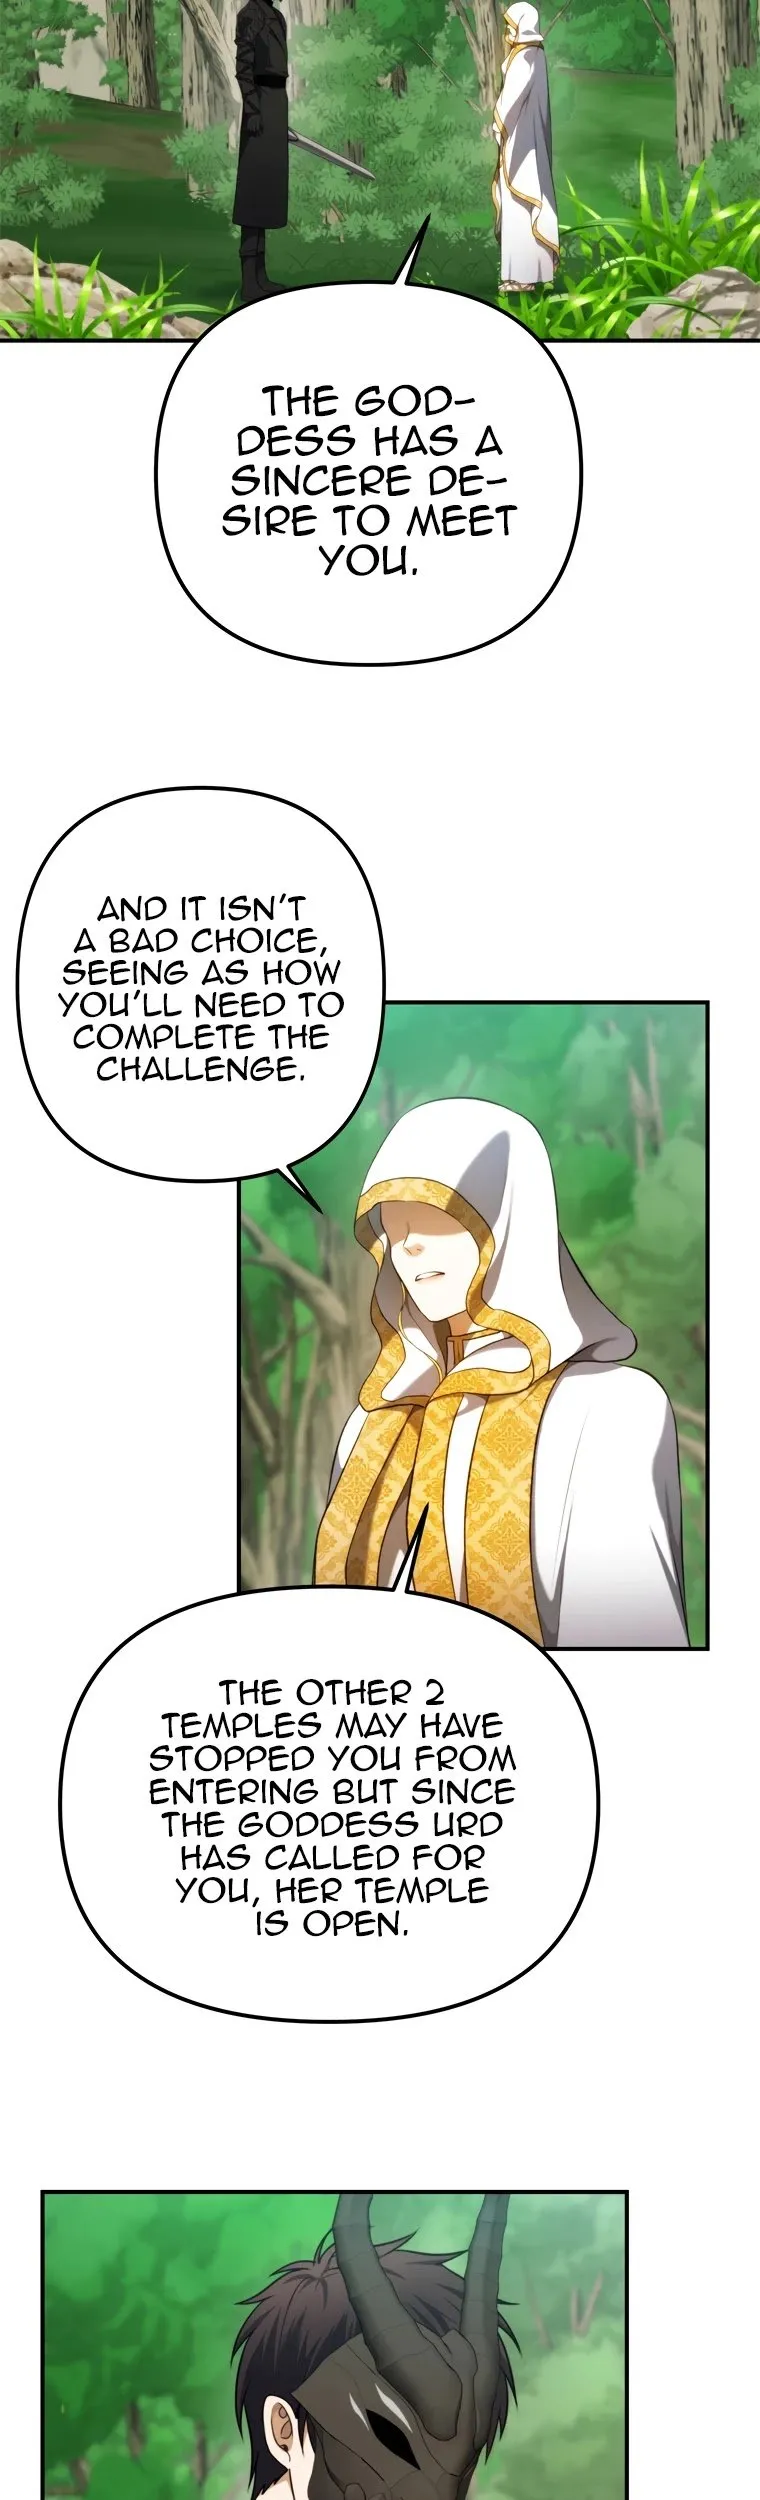 THE GOD-
DESS HAS A
SINCERE DE-
SIRE TO MEET
YOU.
AND IT ISN'T
A BAD CHOICE,
SEEING AS HOW
YOU'LL NEED TO
COMPLETE THE
CHALLENGE.
THE OTHER 2
TEMPLES MAY HAVE
STOPPED YOU FROM
ENTERING BUT SINCE
THE GODDESS URD
HAS CALLED FOR
YOU, HER TEMPLE
IS OPEN.